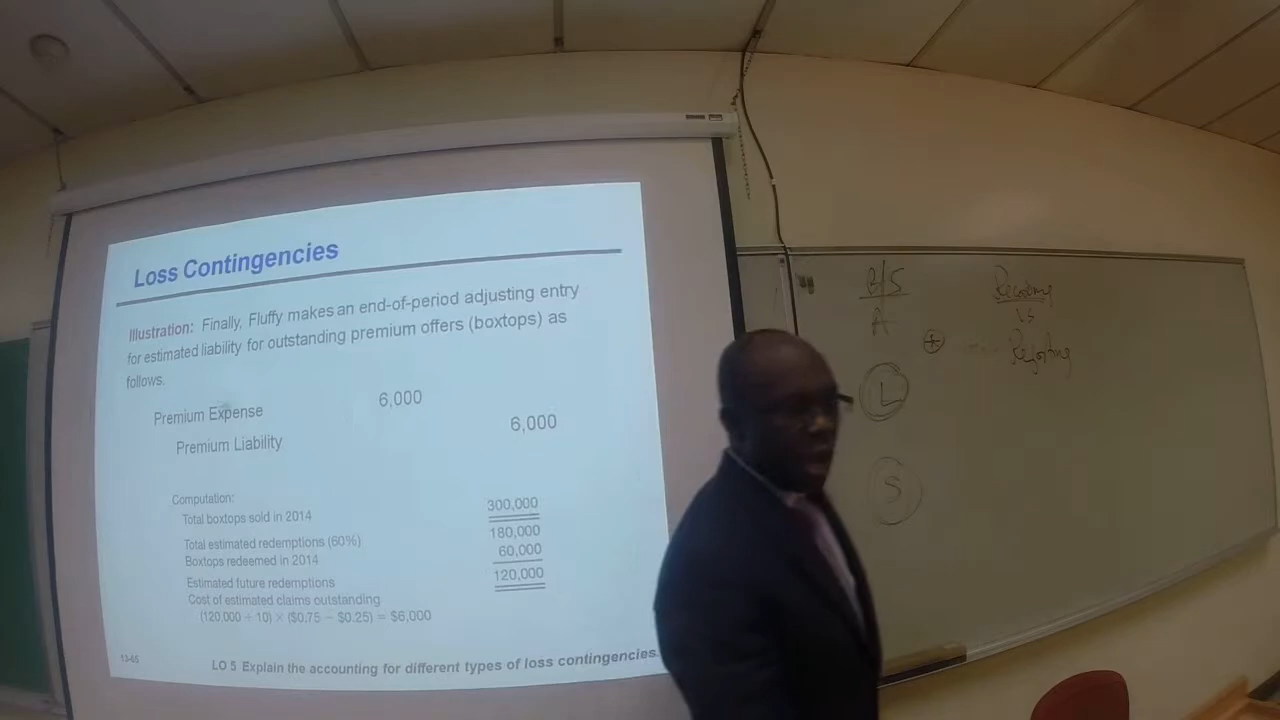 Loss Contingencies
Illustration: Finally, Fluffy makes an end-of-period adjusting entry
for estimated liability for outstanding premium offers (boxtops) as
follows.
Premium Expense 6,000
Premium Liability 6,000
Computation:
Total boxtops sold in 2014 300,000
Total estimated redemptions (60%) 180,000
Boxtops redeemed in 2014 60,000
Estimated future redemptions 120,000
Cost of estimated claims outstanding
(120,000 ÷ 10) × ($0.75 − $0.25) = $6,000
LO 5 Explain the accounting for different types of loss contingencies.
B/S
A
L
S
Reporting